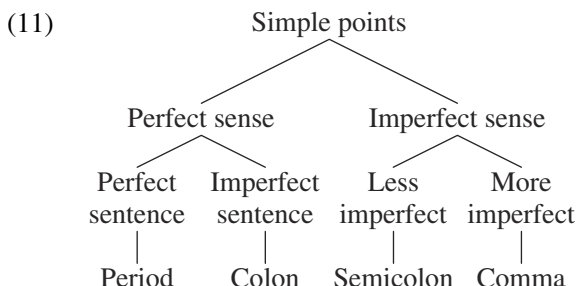 (11) Simple points
Perfect sense Imperfect sense
Perfect Imperfect Less More
sentence sentence imperfect imperfect
Period Colon Semicolon Comma